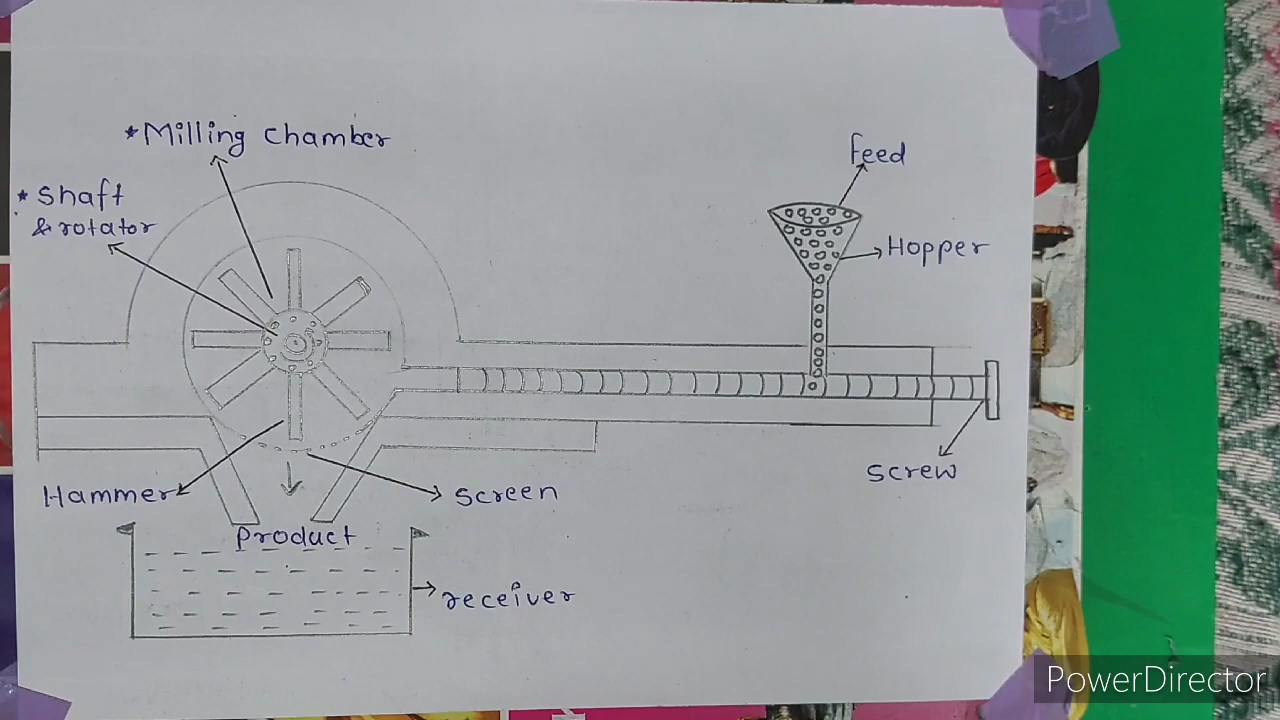 *Milling chamber
* shaft
& rotator
feed
Hopper
screw
Hammer
screen
Product
receiver
PowerDirector